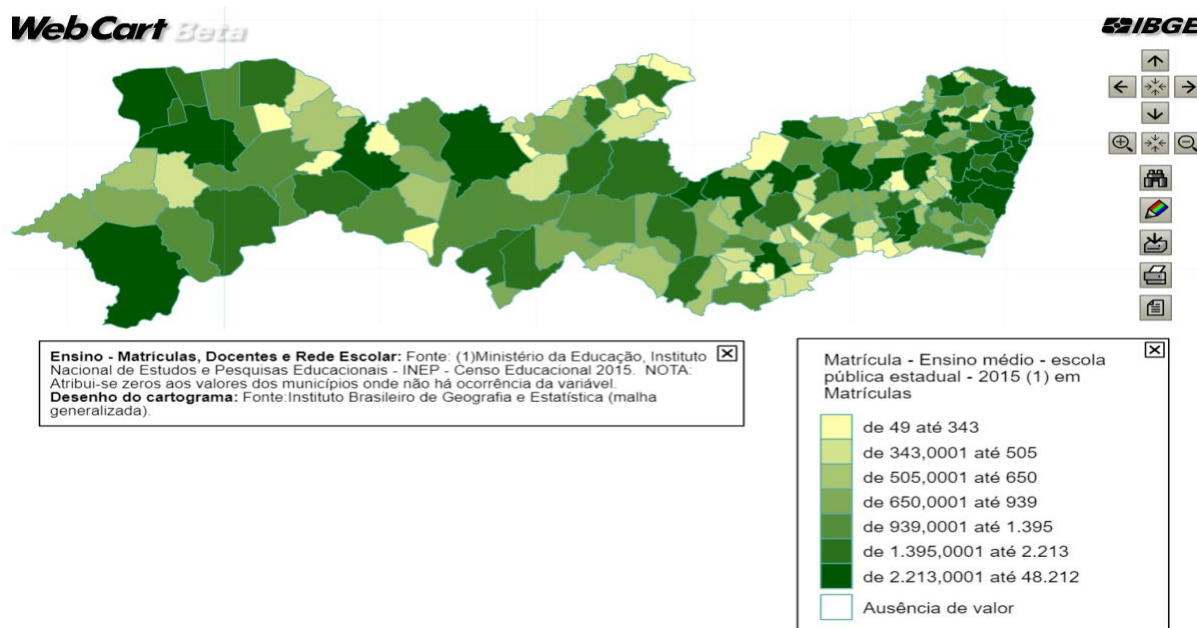 WebCart Beta
IBGE
Ensino - Matrículas, Docentes e Rede Escolar: Fonte: (1)Ministério da Educação, Instituto
Nacional de Estudos e Pesquisas Educacionais - INEP - Censo Educacional 2015. NOTA:
Atribui-se zeros aos valores dos municípios onde não há ocorrência da variável.
Desenho do cartograma: Fonte:Instituto Brasileiro de Geografia e Estatística (malha
generalizada).
Matrícula - Ensino médio - escola
pública estadual - 2015 (1) em
Matrículas
de 49 até 343
de 343,0001 até 505
de 505,0001 até 650
de 650,0001 até 939
de 939,0001 até 1.395
de 1.395,0001 até 2.213
de 2.213,0001 até 48.212
Ausência de valor